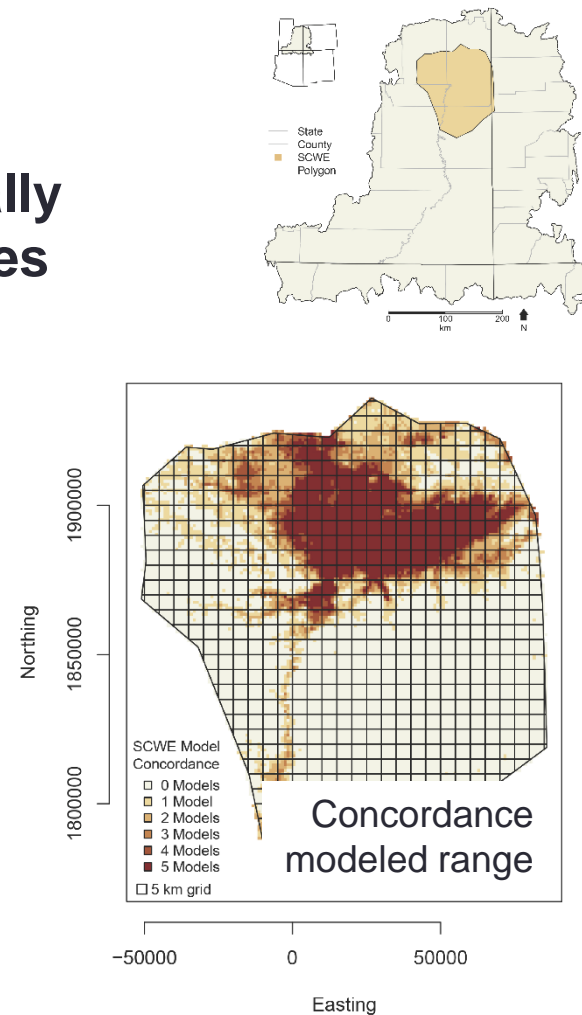 State
County
SCWE
Polygon
0 100 200
km N
lly
es
1900000
1850000
1800000
Northing
SCWE Model
Concordance
0 Models
1 Model
2 Models
3 Models
4 Models
5 Models
5 km grid
Concordance
modeled range
−50000 0 50000
Easting